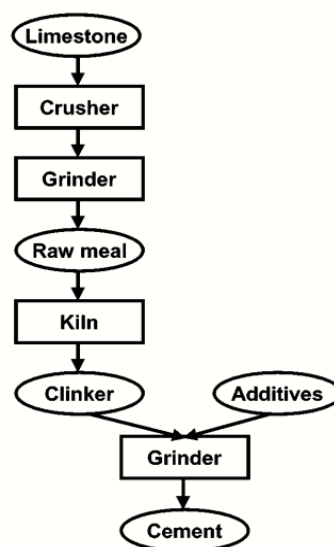 Limestone
Crusher
Grinder
Raw meal
Kiln
Clinker
Additives
Grinder
Cement